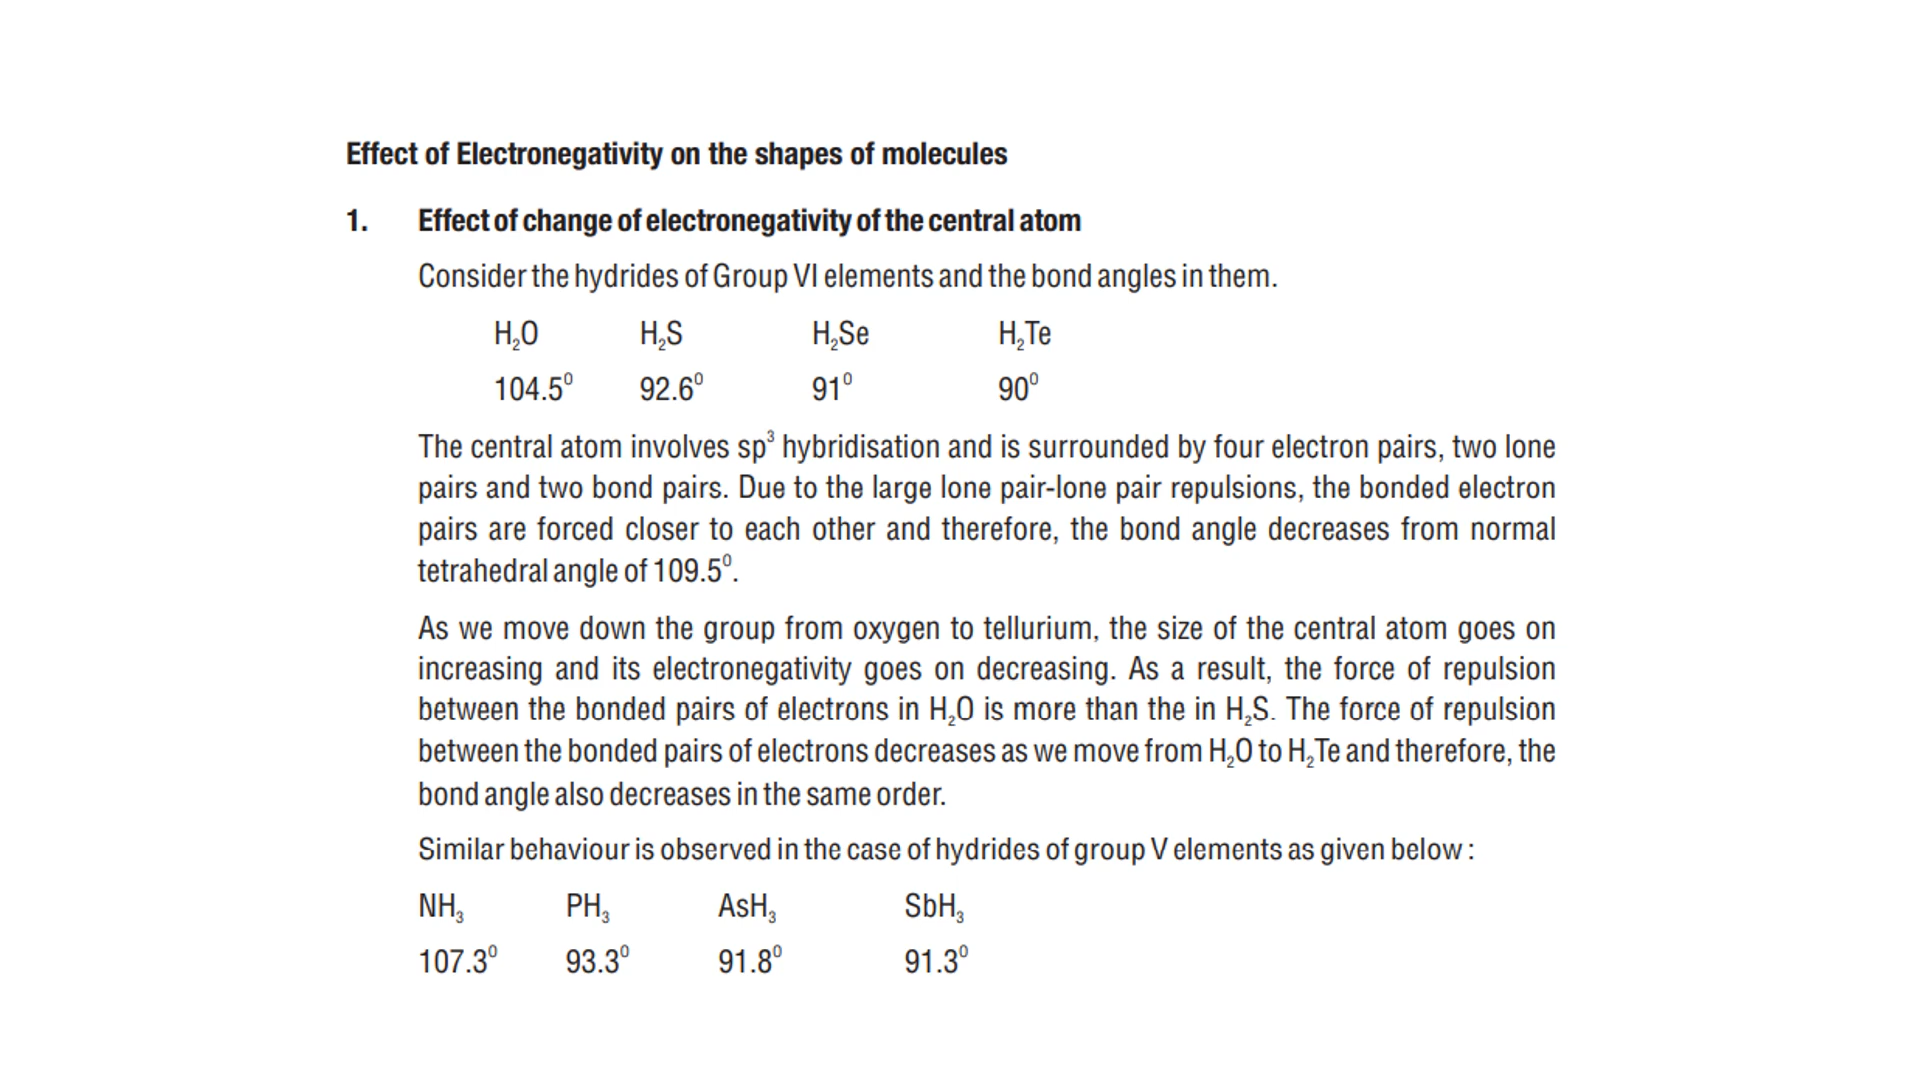 Effect of Electronegativity on the shapes of molecules
1. Effect of change of electronegativity of the central atom
Consider the hydrides of Group VI elements and the bond angles in them.
H₂O H₂S H₂Se H₂Te
104.5⁰ 92.6⁰ 91⁰ 90⁰
The central atom involves sp³ hybridisation and is surrounded by four electron pairs, two lone
pairs and two bond pairs. Due to the large lone pair-lone pair repulsions, the bonded electron
pairs are forced closer to each other and therefore, the bond angle decreases from normal
tetrahedral angle of 109.5⁰.
As we move down the group from oxygen to tellurium, the size of the central atom goes on
increasing and its electronegativity goes on decreasing. As a result, the force of repulsion
between the bonded pairs of electrons in H₂O is more than the in H₂S. The force of repulsion
between the bonded pairs of electrons decreases as we move from H₂O to H₂Te and therefore, the
bond angle also decreases in the same order.
Similar behaviour is observed in the case of hydrides of group V elements as given below :
NH₃ PH₃ AsH₃ SbH₃
107.3⁰ 93.3⁰ 91.8⁰ 91.3⁰